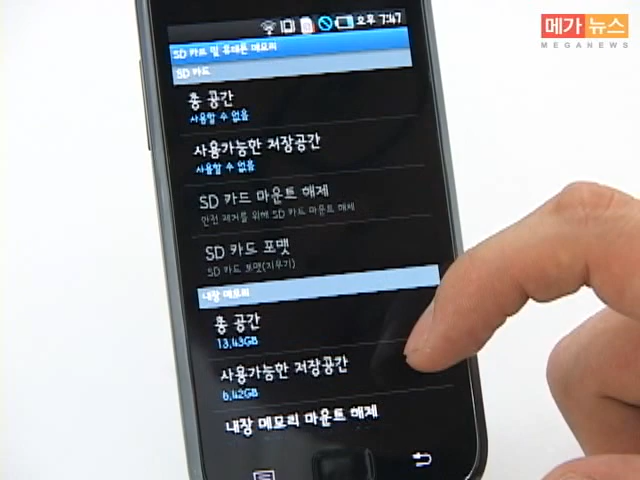 메가뉴스
MEGANEWS
오후 7:47
SD 카드 및 휴대폰 메모리
SD 카드
총 공간
사용할 수 없음
사용가능한 저장공간
사용할 수 없음
SD 카드 마운트 해제
안전 제거를 위해 SD 카드 마운트 해제
SD 카드 포맷
SD 카드 포맷(지우기)
내장 메모리
총 공간
13.43GB
사용가능한 저장공간
6.42GB
내장 메모리 마운트 해제